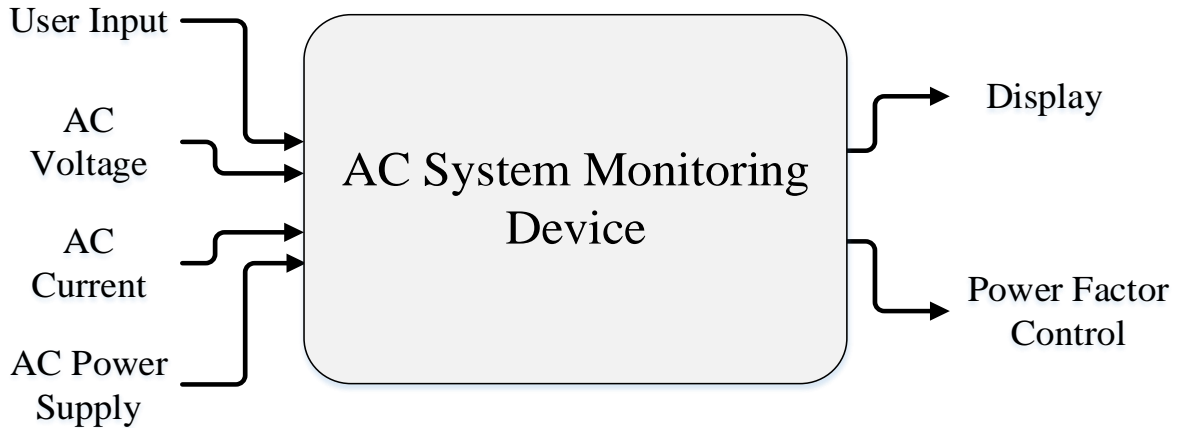 User Input
AC
Voltage
AC
Current
AC Power
Supply
AC System Monitoring
Device
Display
Power Factor
Control